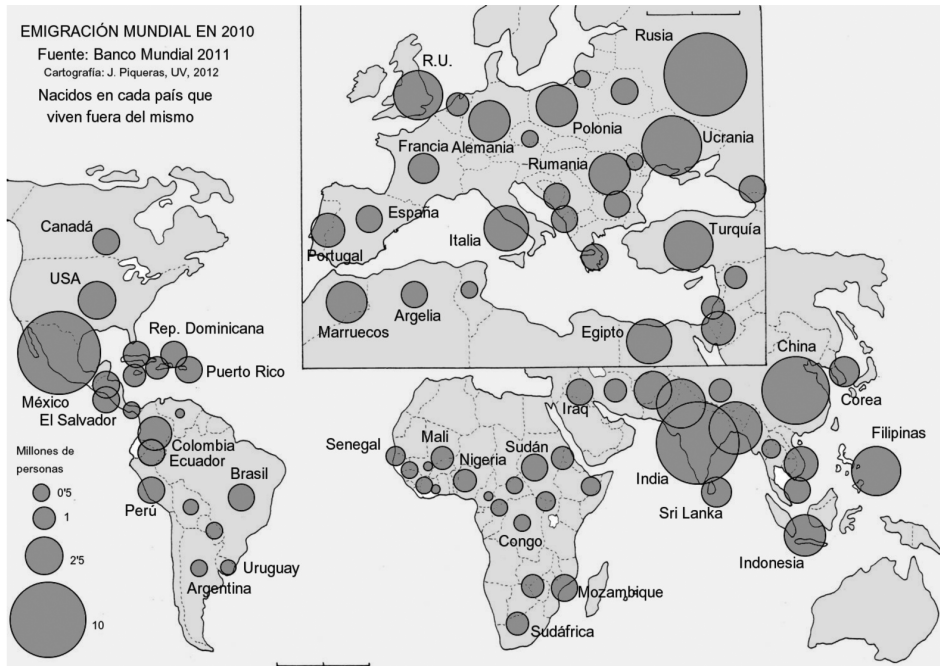 EMIGRACIÓN MUNDIAL EN 2010
Fuente: Banco Mundial 2011
Cartografía: J. Piqueras, UV, 2012
Nacidos en cada país que
viven fuera del mismo
Rusia
R.U.
Polonia
Ucrania
Francia
Alemania
Rumania
España
Portugal
Italia
Turquía
Marruecos
Argelia
Egipto
Canadá
USA
Rep. Dominicana
Puerto Rico
México
El Salvador
Colombia
Ecuador
Brasil
Perú
Uruguay
Argentina
Senegal
Mali
Nigeria
Sudán
Congo
Mozambique
Sudáfrica
Iraq
China
Corea
Filipinas
India
Sri Lanka
Indonesia
Millones de
personas
0'5
1
2'5
10